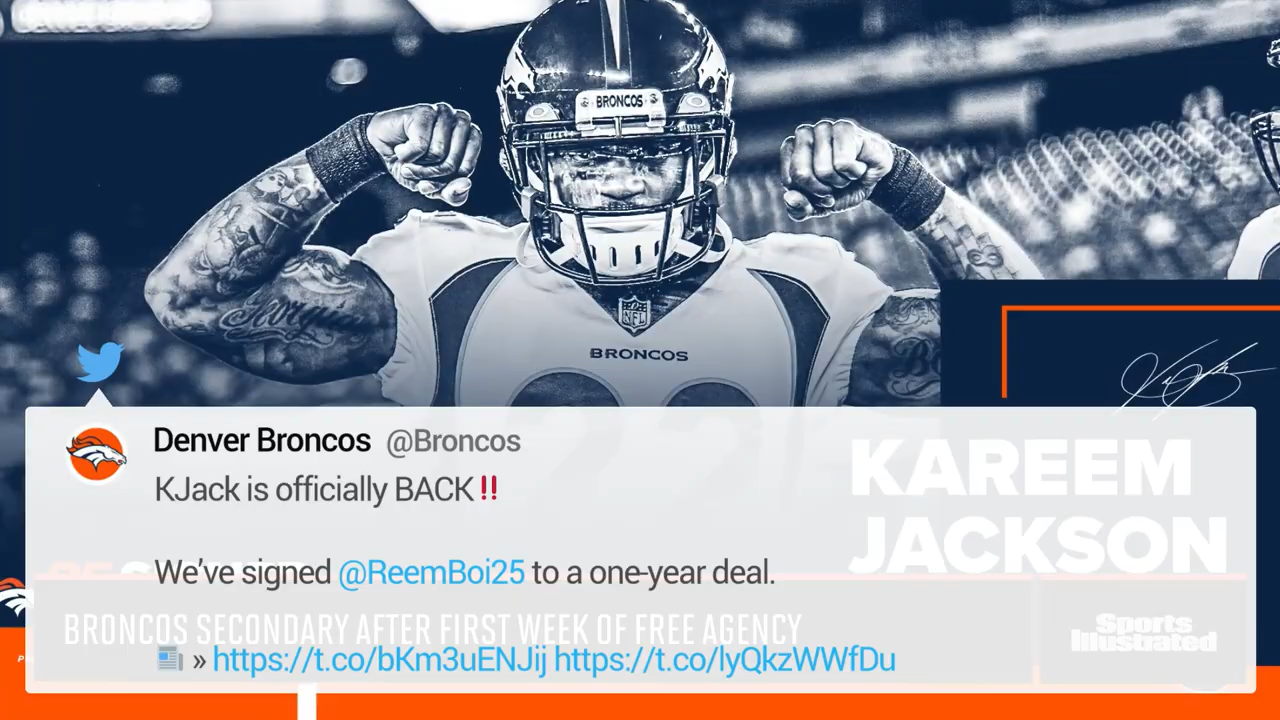 BRONCOS
NFL
BRONCOS
Denver Broncos @Broncos
KJack is officially BACK‼
KAREEM
JACKSON
We've signed @ReemBoi25 to a one-year deal.
BRONCOS SECONDARY AFTER FIRST WEEK OF FREE AGENCY
Sports
Illustrated
» https://t.co/bKm3uENJij https://t.co/lyQkzWWfDu